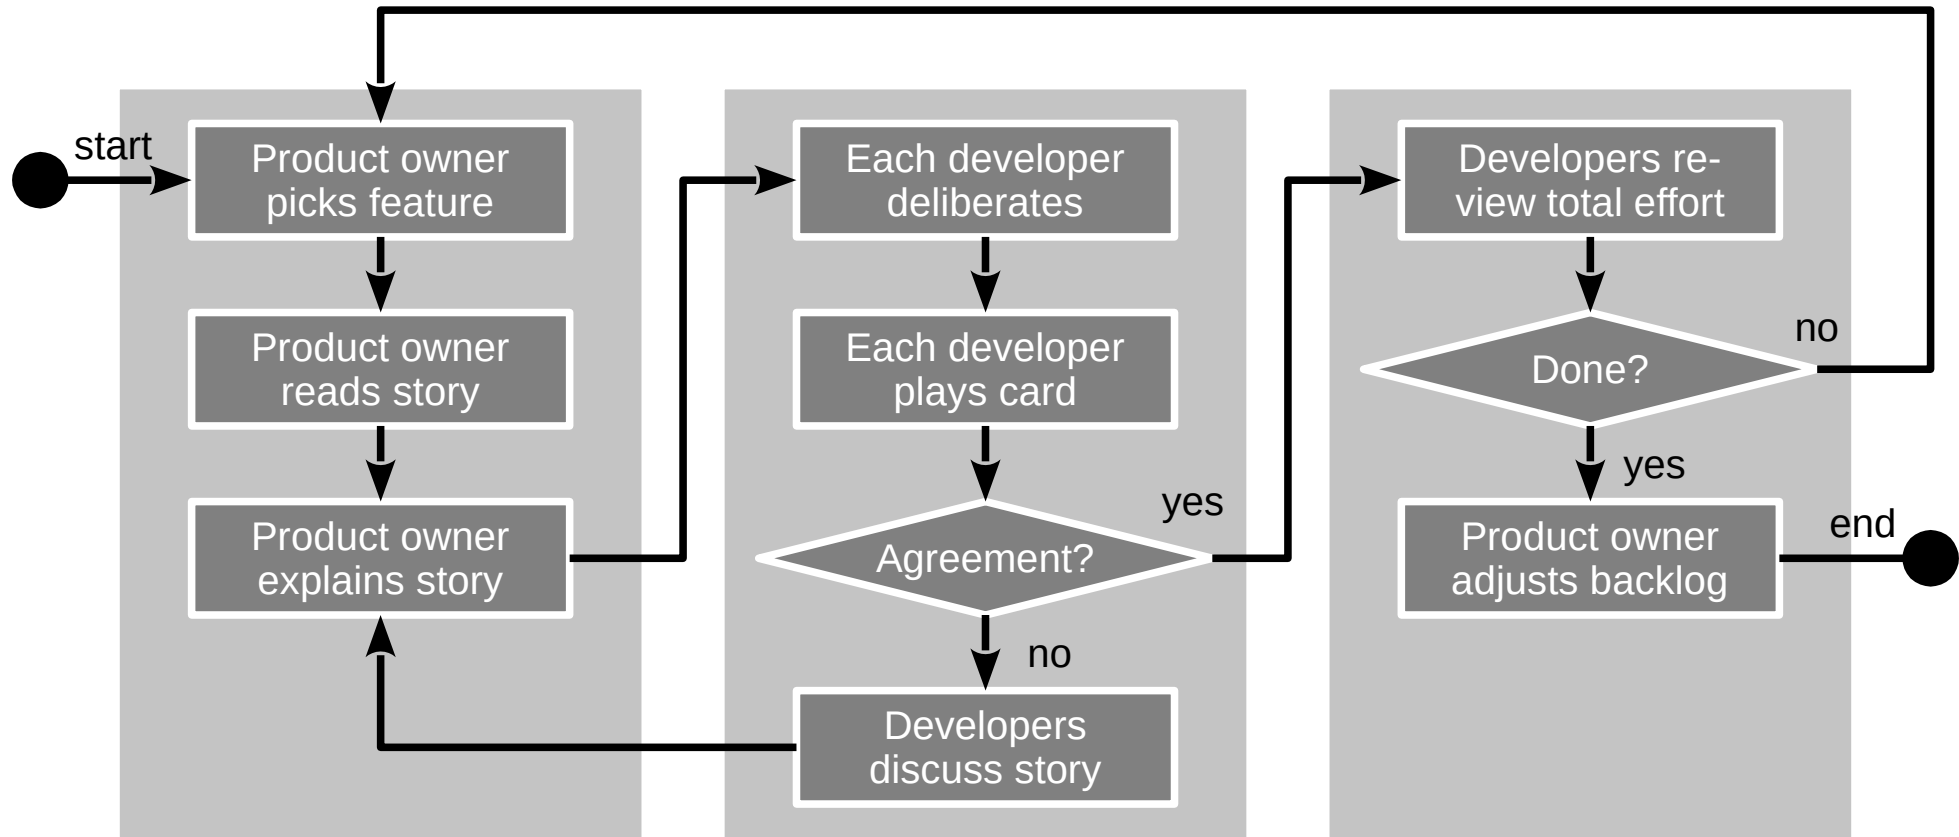 start
Product owner
picks feature
Product owner
reads story
Product owner
explains story
Each developer
deliberates
Each developer
plays card
Agreement?
yes
no
Developers
discuss story
Developers re-
view total effort
Done?
no
yes
Product owner
adjusts backlog
end